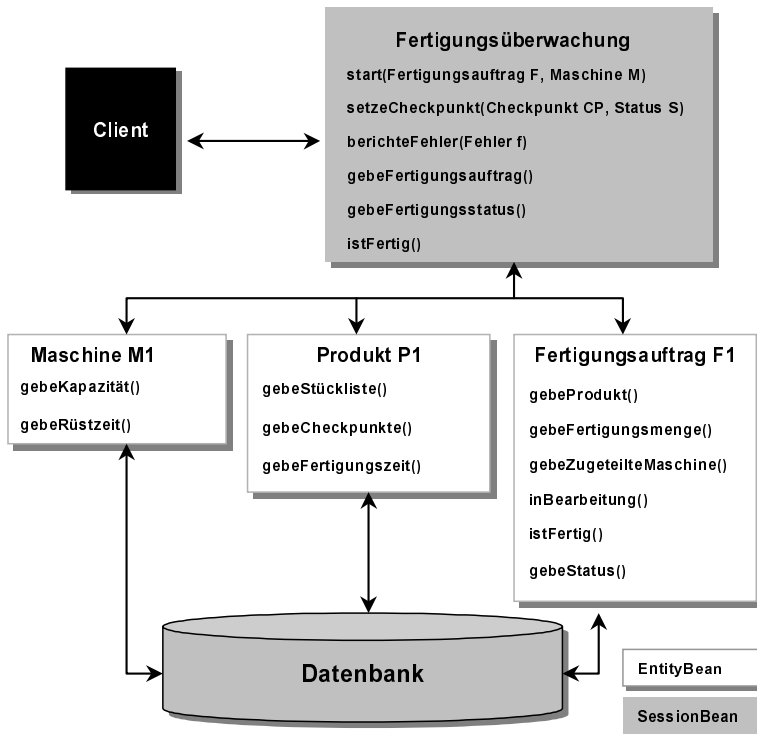 Fertigungsüberwachung
start(Fertigungsauftrag F, Maschine M)
setzeCheckpunkt(Checkpunkt CP, Status S)
berichteFehler(Fehler f)
gebeFertigungsauftrag()
gebeFertigungsstatus()
istFertig()
Client
Maschine M1
gebeKapazität()
gebeRüstzeit()
Produkt P1
gebeStückliste()
gebeCheckpunkte()
gebeFertigungszeit()
Fertigungsauftrag F1
gebeProdukt()
gebeFertigungsmenge()
gebeZugeteilteMaschine()
inBearbeitung()
istFertig()
gebeStatus()
Datenbank
EntityBean
SessionBean